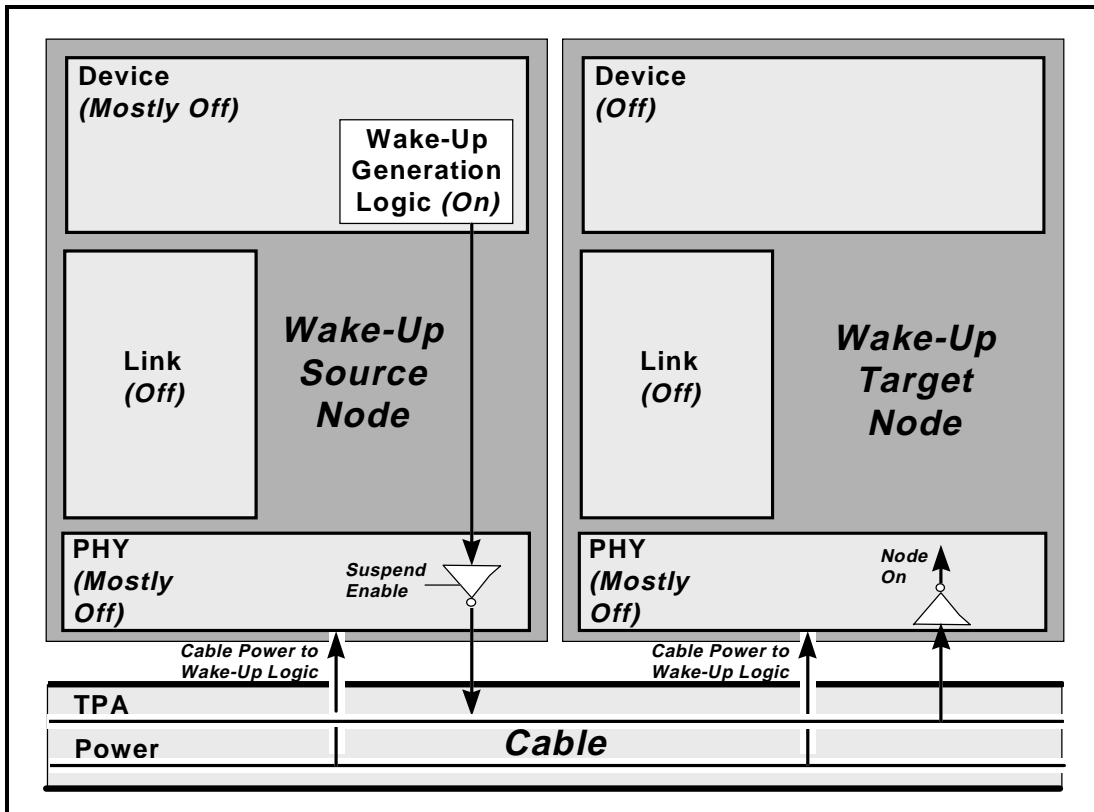 Device
(Mostly Off)
Wake-Up
Generation
Logic (On)
Link
(Off)
Wake-Up
Source
Node
PHY
(Mostly
Off)
Suspend
Enable
Cable Power to
Wake-Up Logic
Device
(Off)
Link
(Off)
Wake-Up
Target
Node
PHY
(Mostly
Off)
Node
On
Cable Power to
Wake-Up Logic
TPA
Power
Cable